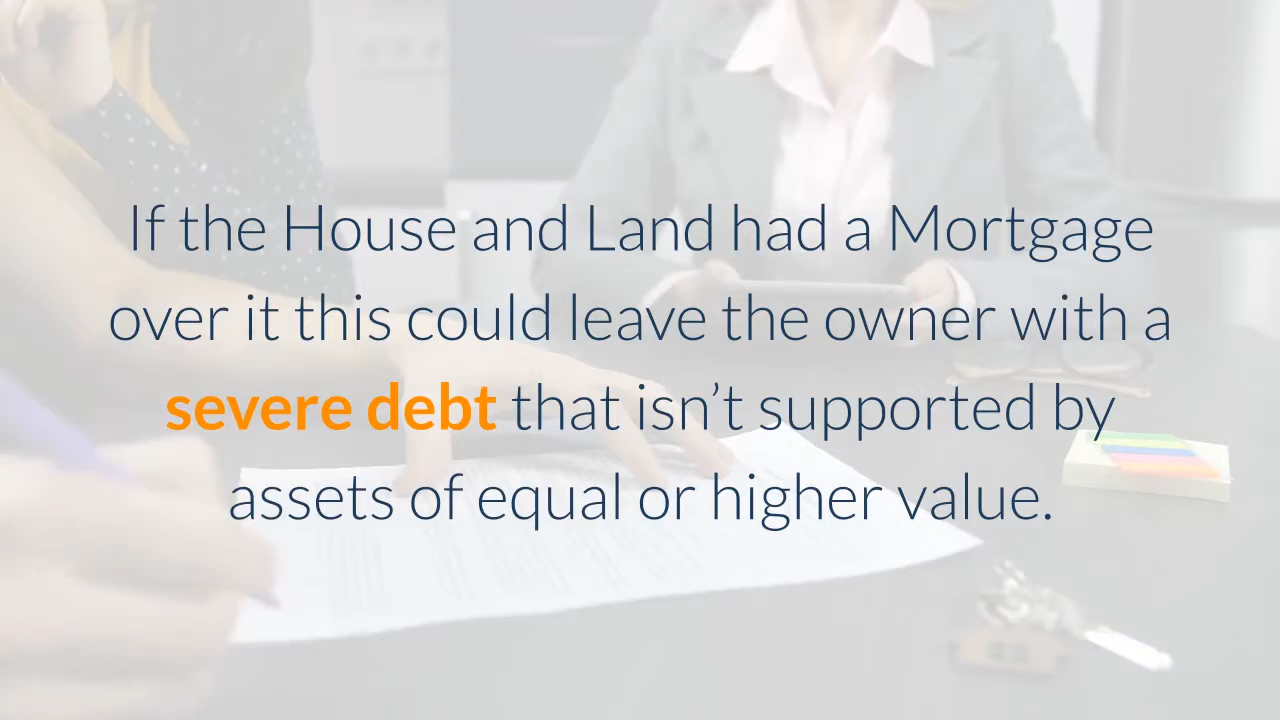 If the House and Land had a Mortgage
over it this could leave the owner with a
severe debt that isn’t supported by
assets of equal or higher value.